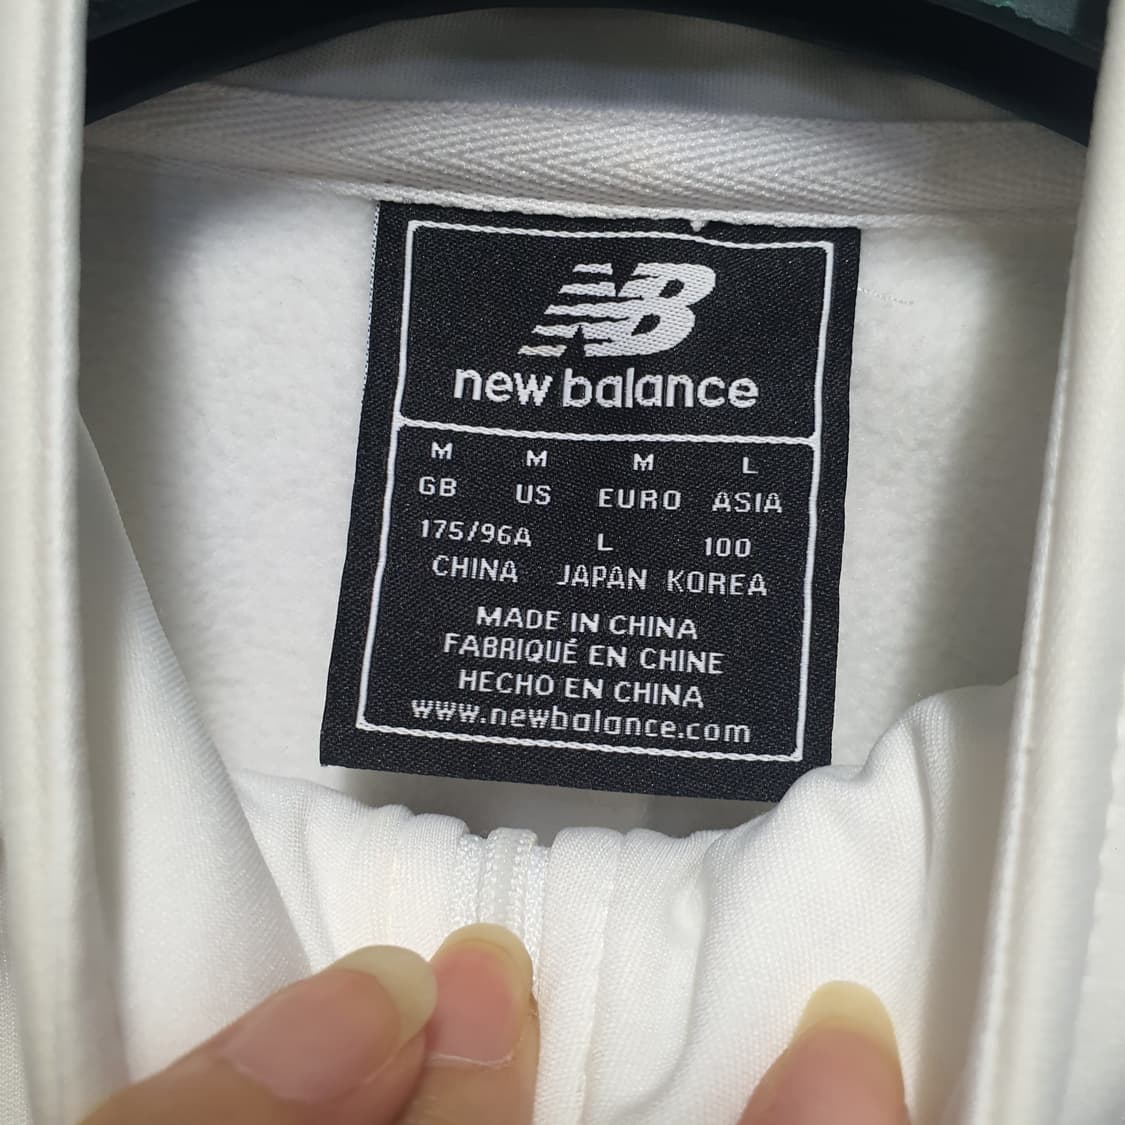 NB
new balance
M M M L
GB US EURO ASIA
175/96A L 100
CHINA JAPAN KOREA
MADE IN CHINA
FABRIQUÉ EN CHINE
HECHO EN CHINA
www.newbalance.com